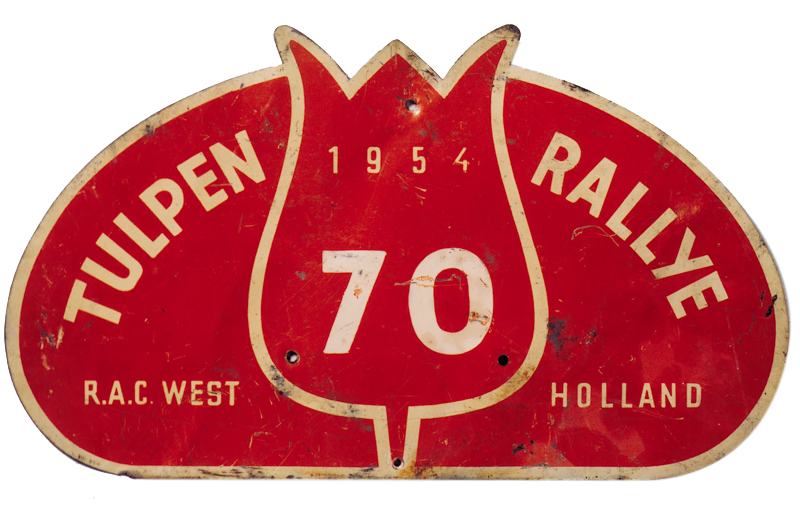 TULPEN RALLYE
1954
70
R.A.C. WEST HOLLAND